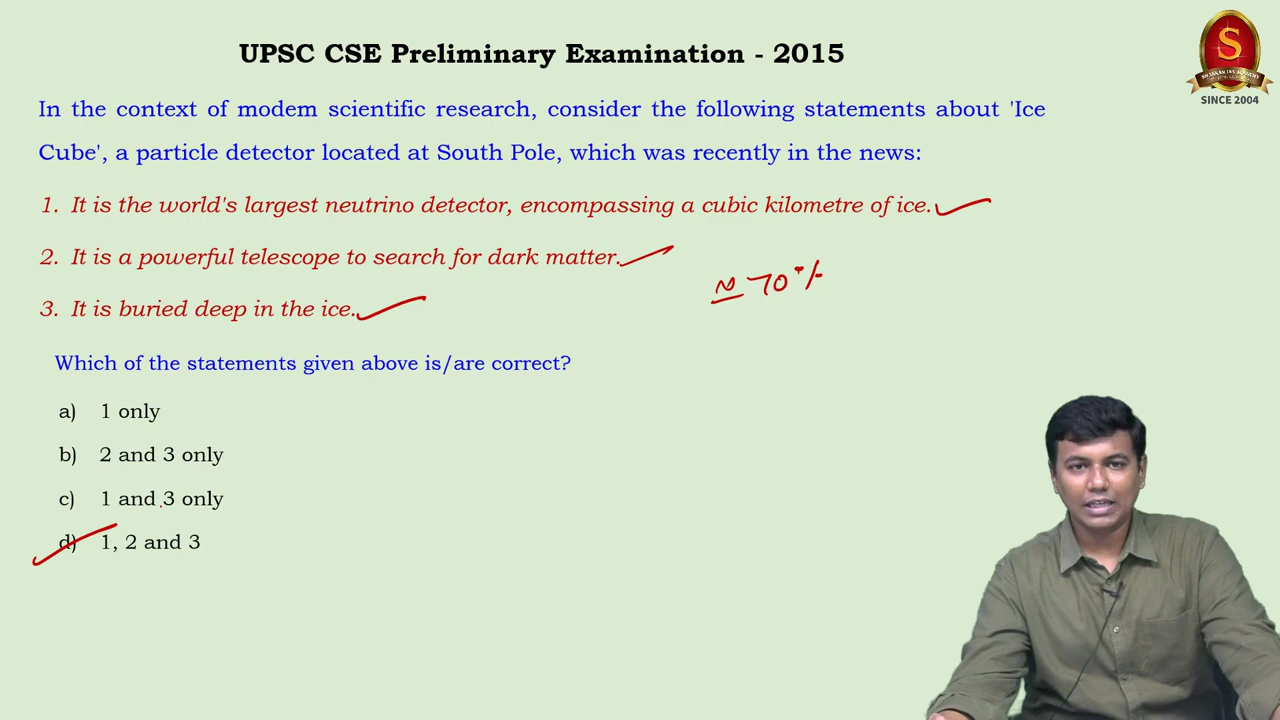 UPSC CSE Preliminary Examination - 2015
S
SINCE 2004
In the context of modem scientific research, consider the following statements about 'Ice
Cube', a particle detector located at South Pole, which was recently in the news:
1. It is the world's largest neutrino detector, encompassing a cubic kilometre of ice.
2. It is a powerful telescope to search for dark matter.
70%
3. It is buried deep in the ice.
Which of the statements given above is/are correct?
a) 1 only
b) 2 and 3 only
c) 1 and 3 only
d) 1, 2 and 3